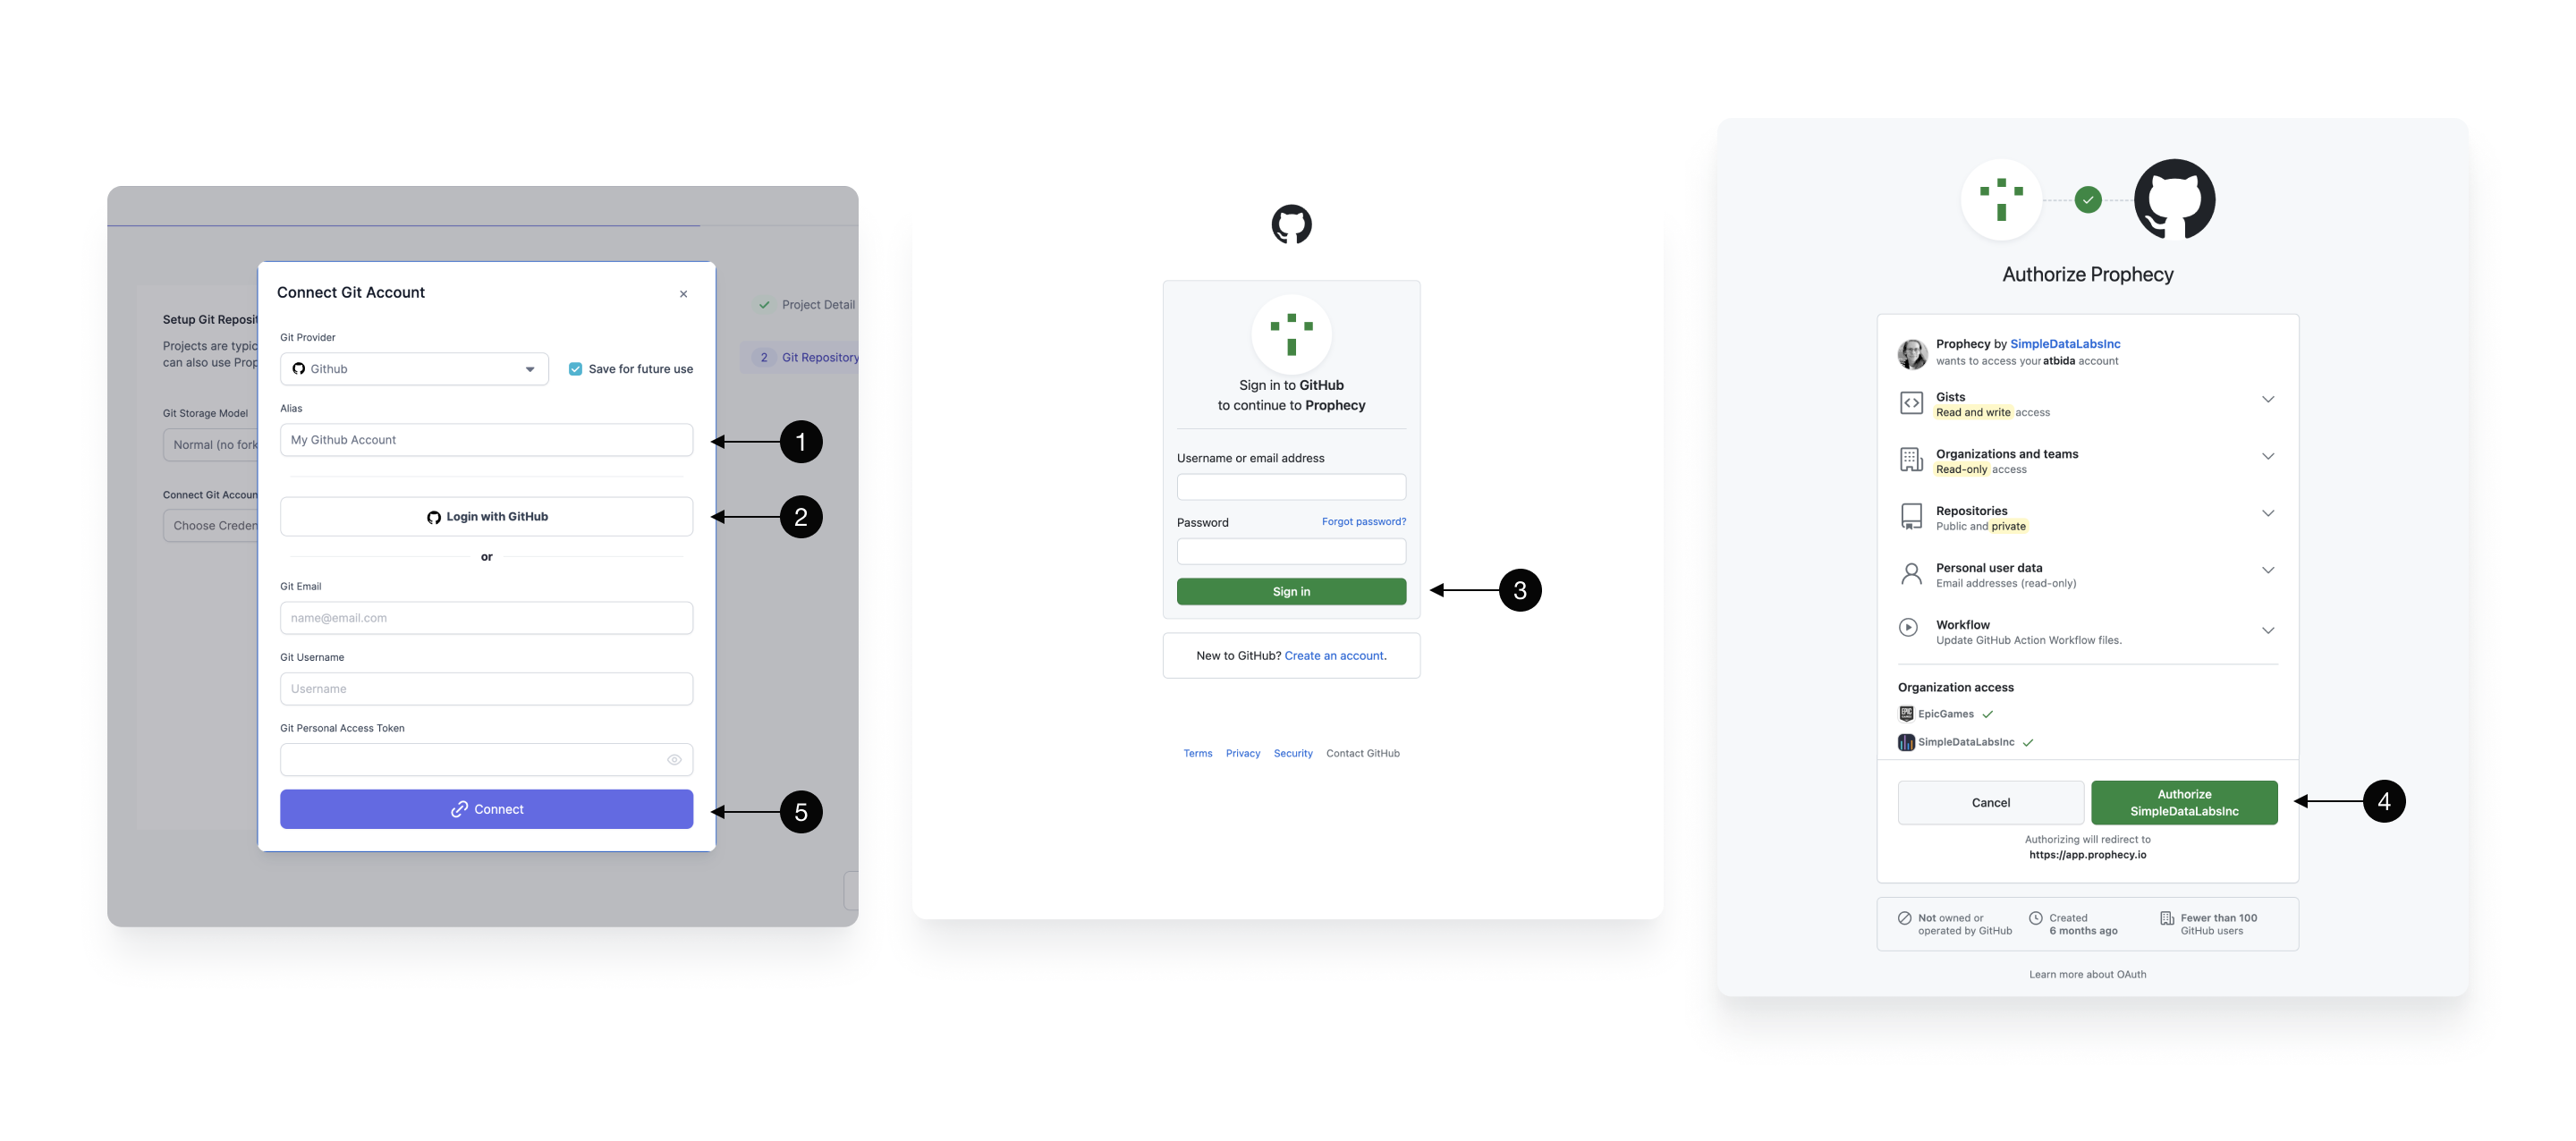 Setup Git Reposit
Projects are typic
can also use Prop
Git Storage Model
Normal (no fork
Connect Git Accoun
Choose Creden
Connect Git Account
×
Git Provider
Github
Save for future use
Alias
My Github Account
1
Login with GitHub
2
or
Git Email
name@email.com
Git Username
Username
Git Personal Access Token
Connect
5
Project Detail
2 Git Repository
Sign in to GitHub
to continue to Prophecy
Username or email address
Password Forgot password?
Sign in
3
New to GitHub? Create an account.
Terms Privacy Security Contact GitHub
Authorize Prophecy
Prophecy by SimpleDataLabsInc
wants to access your atbida account
Gists
Read and write access
Organizations and teams
Read-only access
Repositories
Public and private
Personal user data
Email addresses (read-only)
Workflow
Update GitHub Action Workflow files.
Organization access
EPIC
EpicGames
SimpleDataLabsInc
Cancel
Authorize
SimpleDataLabsInc
4
Authorizing will redirect to
https://app.prophecy.io
Not owned or
operated by GitHub
Created
6 months ago
Fewer than 100
GitHub users
Learn more about OAuth